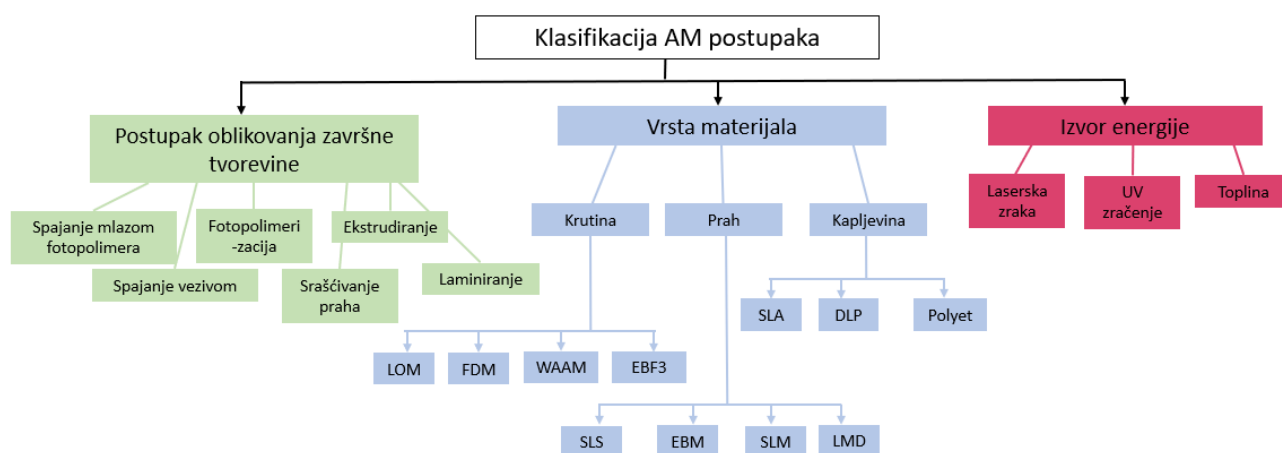 Klasifikacija AM postupaka
Postupak oblikovanja završne
tvorevine
Vrsta materijala
Izvor energije
Spajanje mlazom
fotopolimera
Spajanje vezivom
Fotopolimeri
-zacija
Srašćivanje
praha
Ekstrudiranje
Laminiranje
Krutina
Prah
Kapljevina
Laserska
zraka
UV
zračenje
Toplina
SLA
DLP
Polyet
LOM
FDM
WAAM
EBF3
SLS
EBM
SLM
LMD